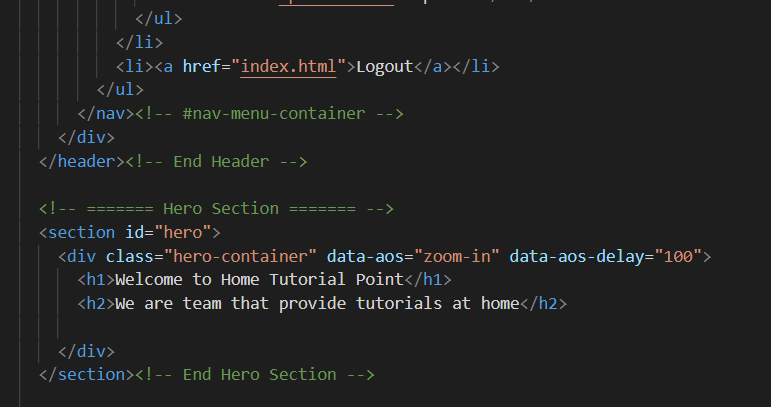 </ul>
</li>
<li><a href="index.html">Logout</a></li>
</ul>
</nav><!-- #nav-menu-container -->
</div>
</header><!-- End Header -->
<!-- ======= Hero Section ======= -->
<section id="hero">
<div class="hero-container" data-aos="zoom-in" data-aos-delay="100">
<h1>Welcome to Home Tutorial Point</h1>
<h2>We are team that provide tutorials at home</h2>
</div>
</section><!-- End Hero Section -->